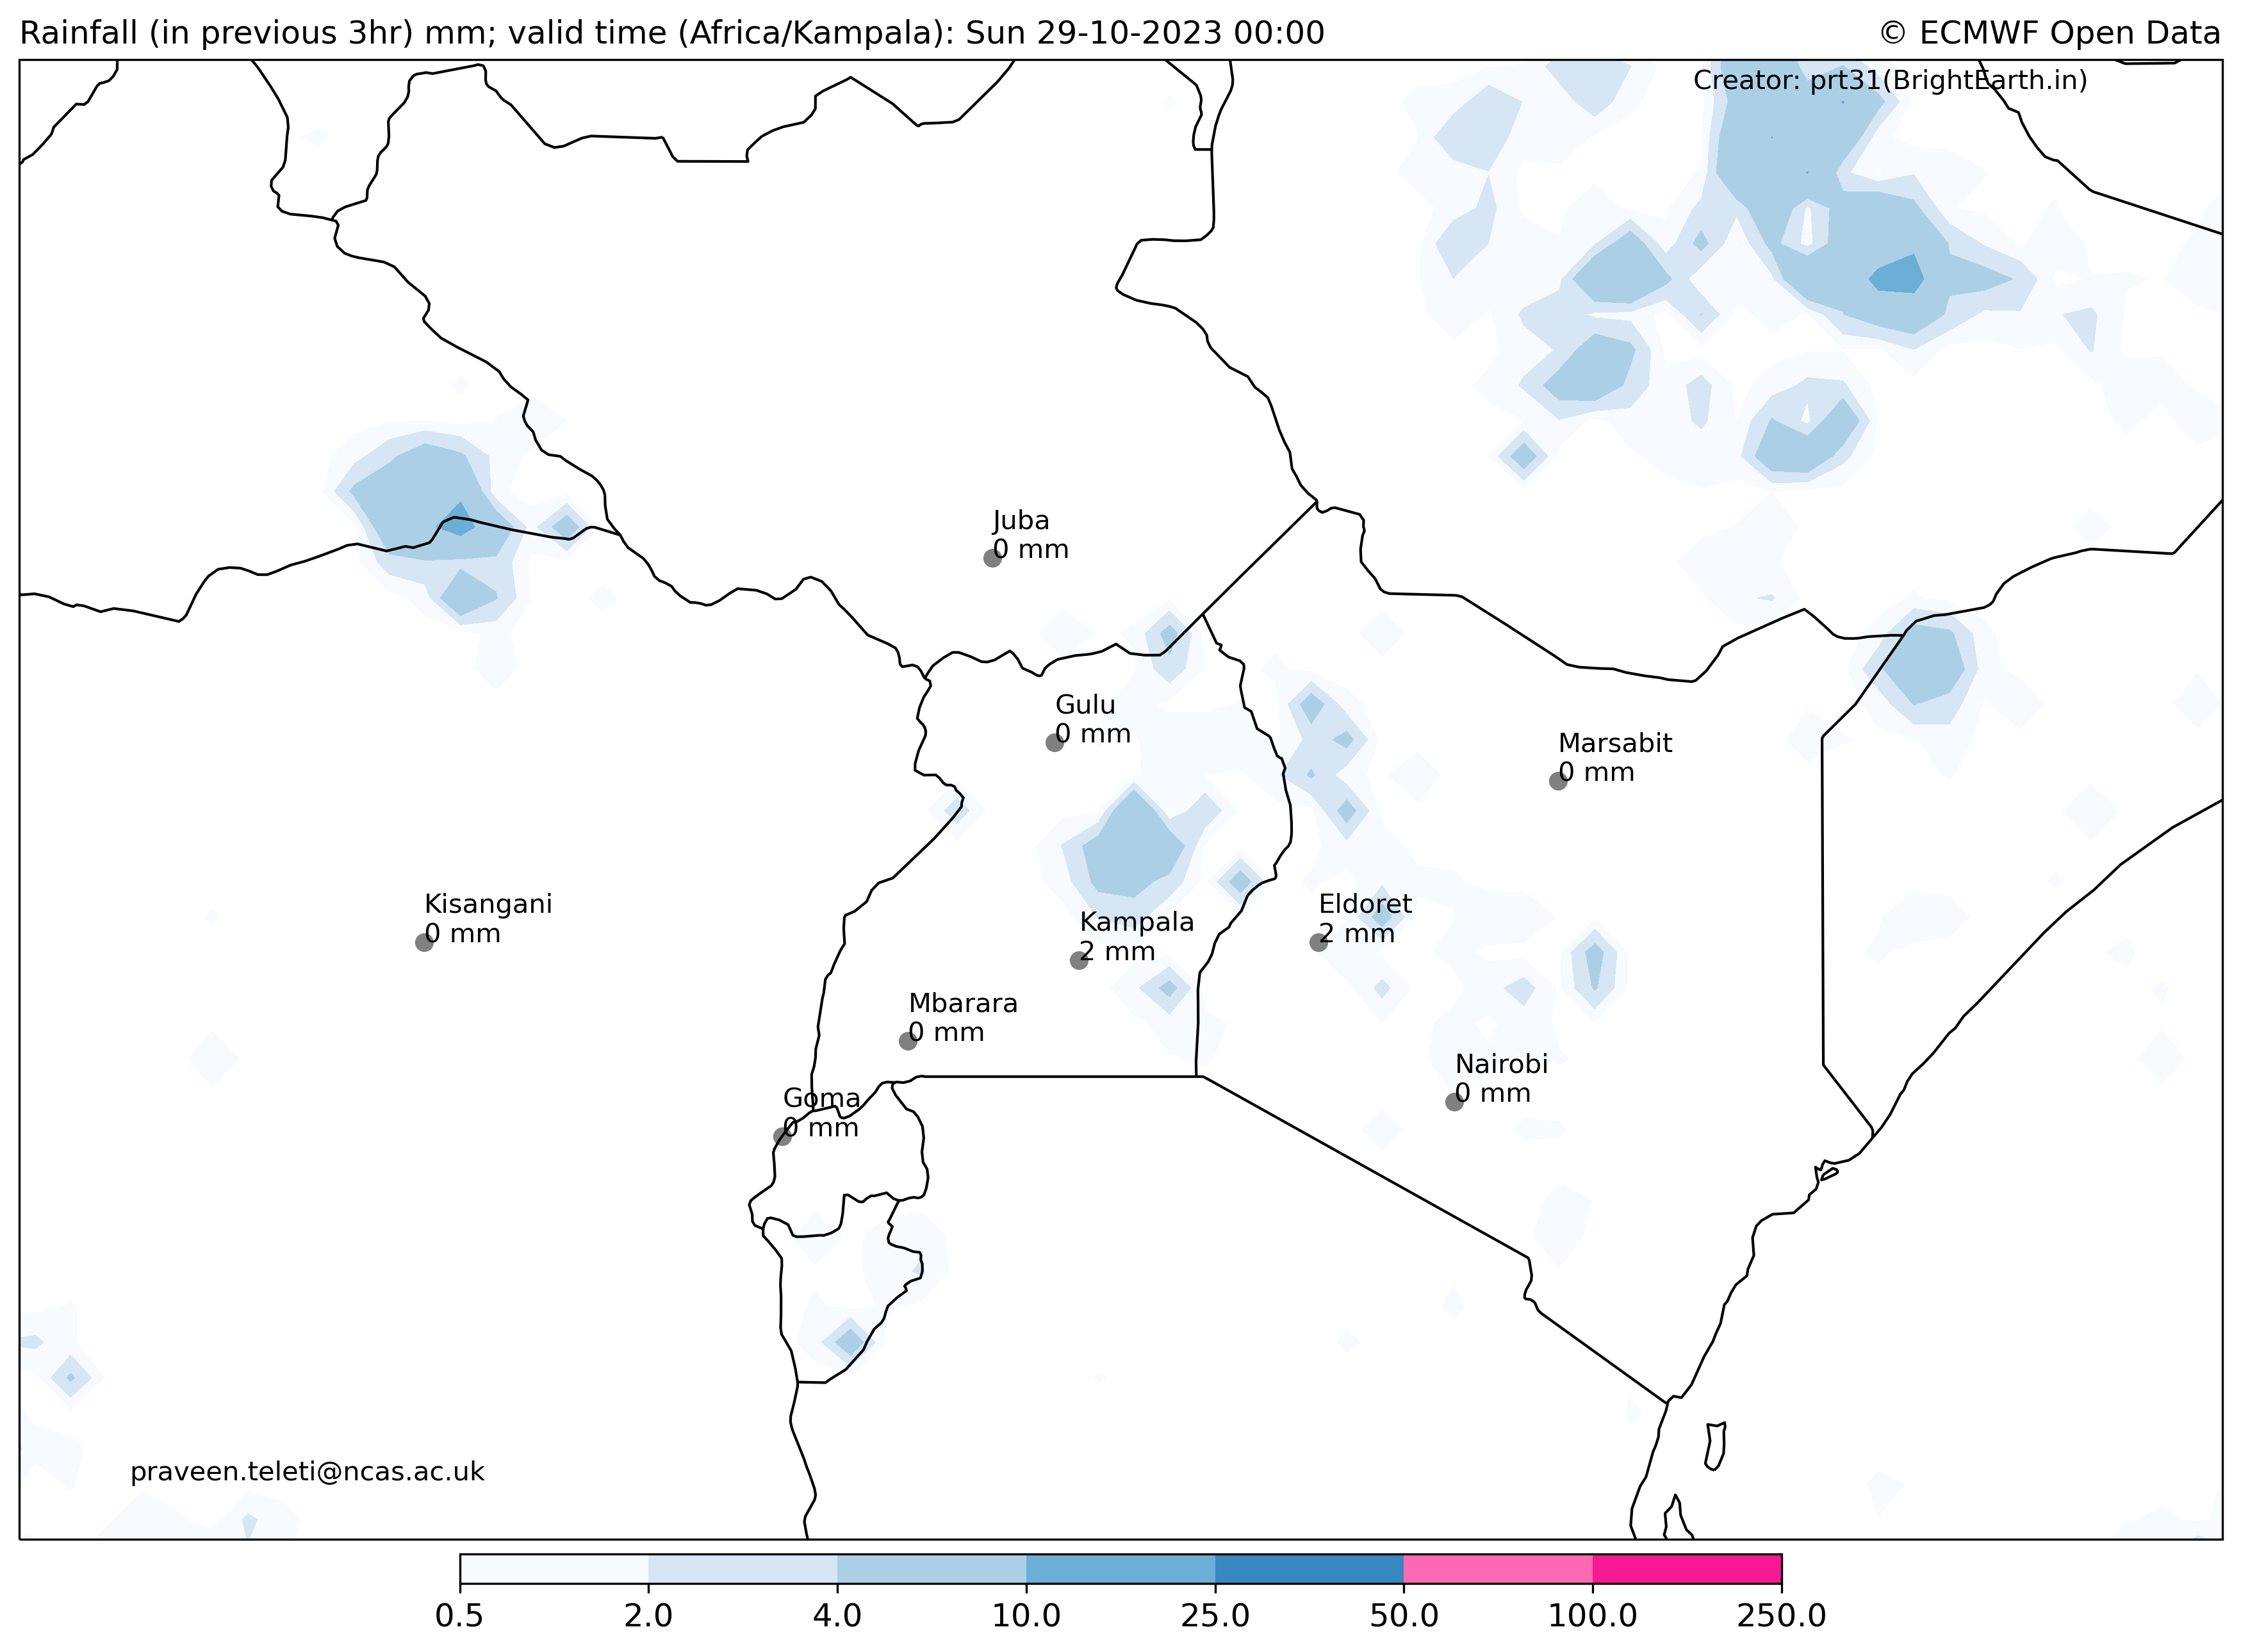 Rainfall (in previous 3hr) mm; valid time (Africa/Kampala): Sun 29-10-2023 00:00
© ECMWF Open Data
Creator: prt31(BrightEarth.in)
Juba
0 mm
Gulu
0 mm
Marsabit
0 mm
Kisangani
0 mm
Kampala
2 mm
Eldoret
2 mm
Mbarara
0 mm
Nairobi
0 mm
Goma
0 mm
praveen.teleti@ncas.ac.uk
0.5 2.0 4.0 10.0 25.0 50.0 100.0 250.0